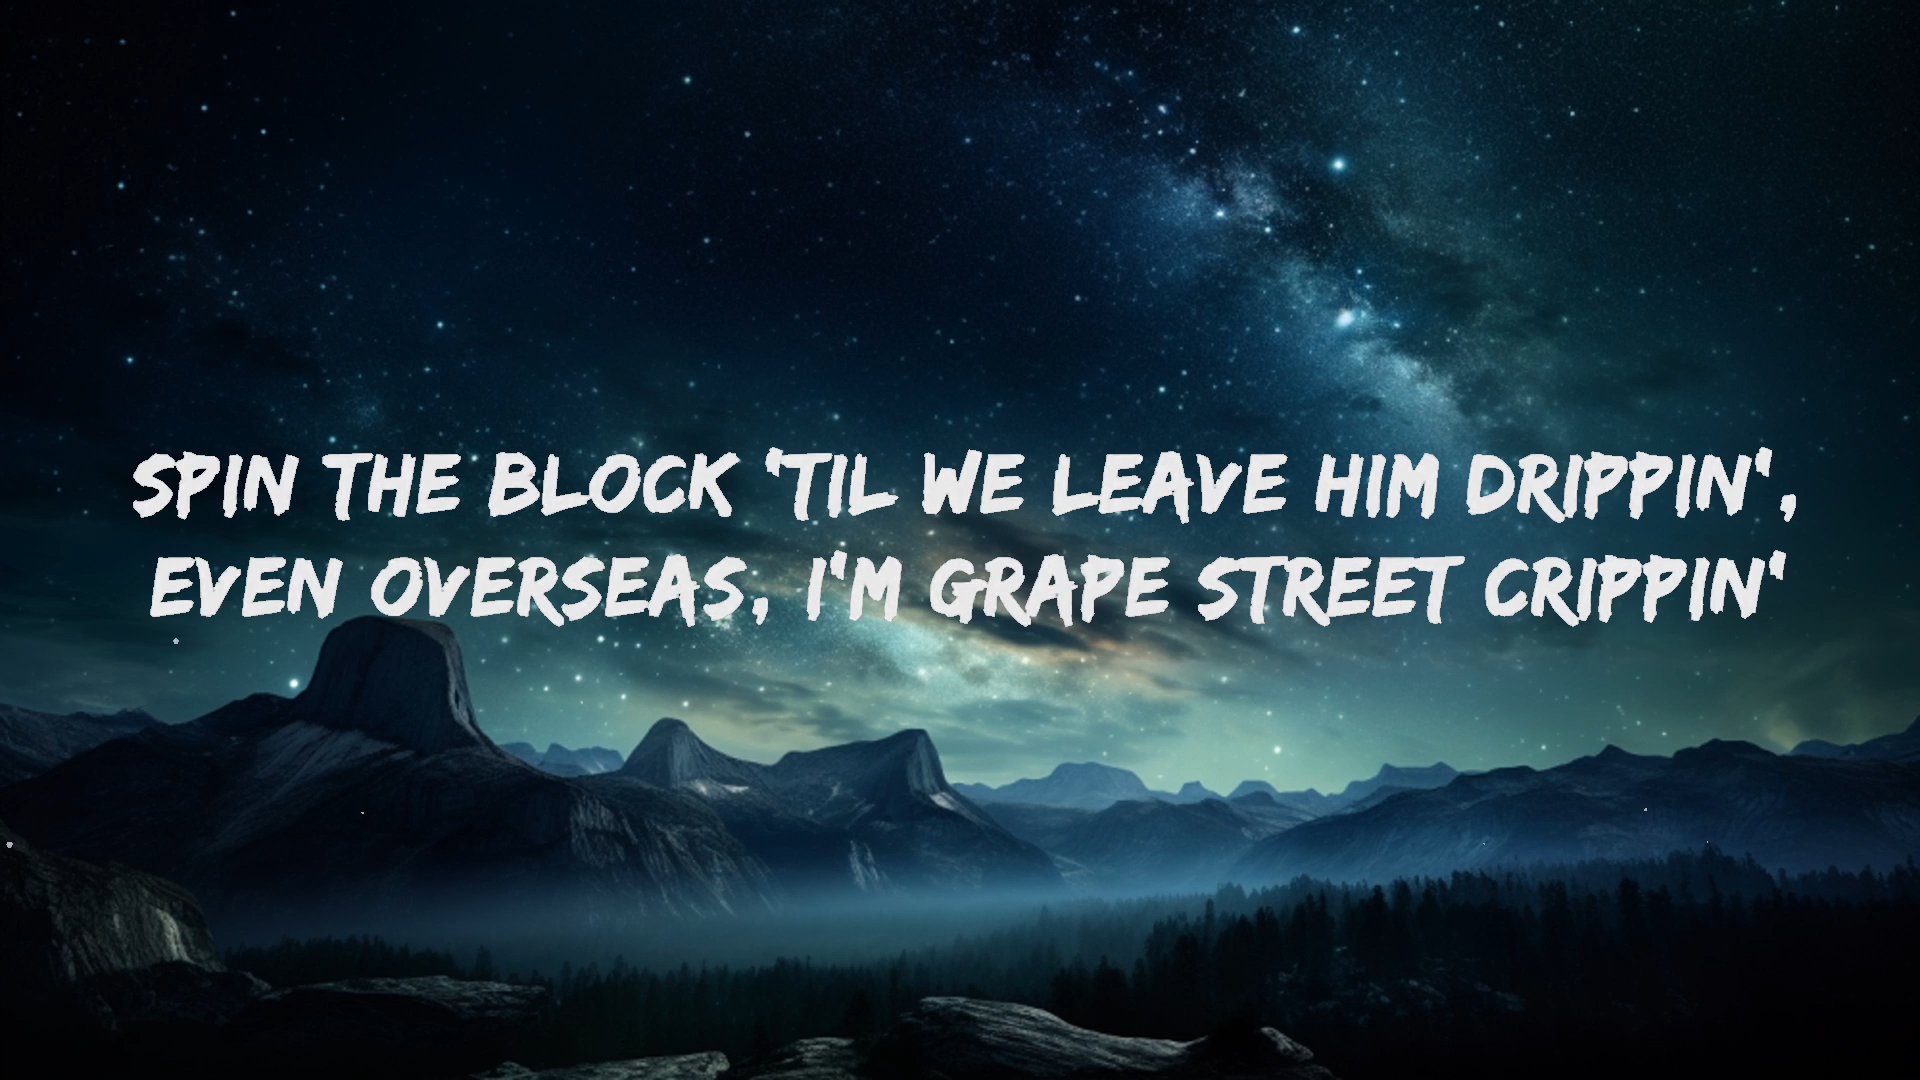 SPIN THE BLOCK 'TIL WE LEAVE HIM DRIPPIN',
EVEN OVERSEAS, I'M GRAPE STREET CRIPPIN'